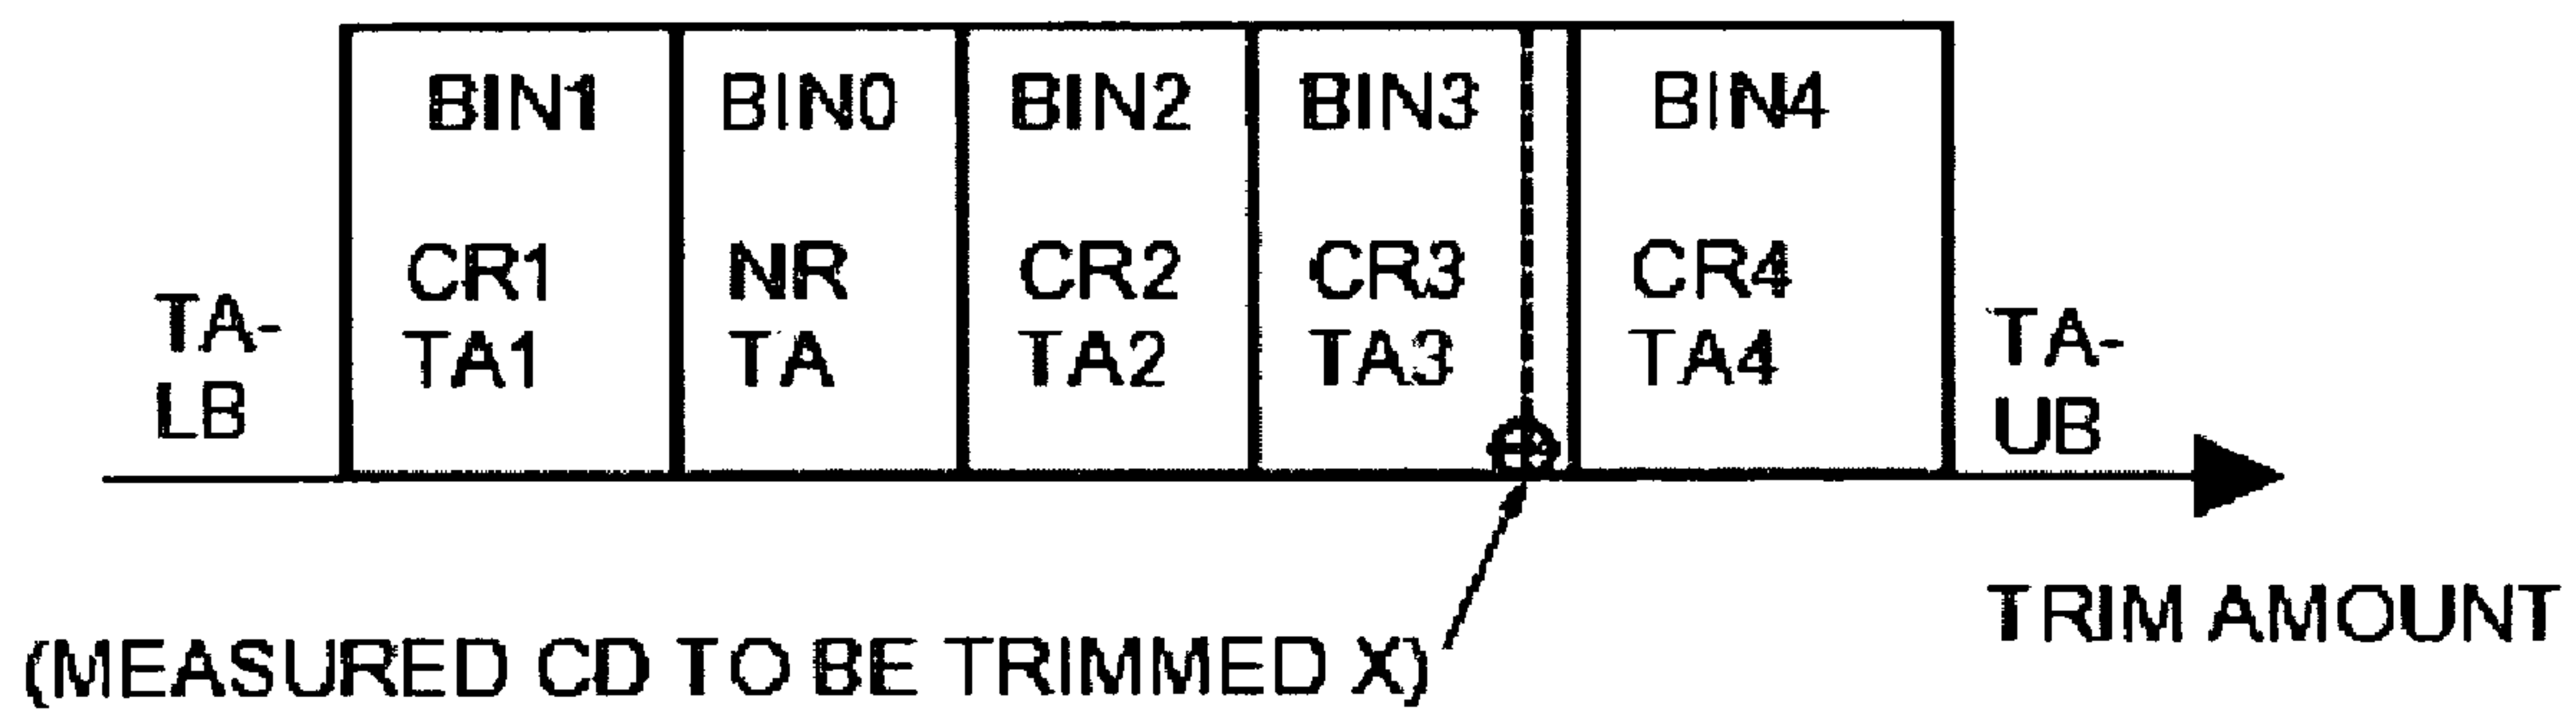 BIN1 BIN0 BIN2 BIN3 BIN4
CR1 NR CR2 CR3 CR4
TA- TA1 TA TA2 TA3 TA4 TA-
LB UB
TRIM AMOUNT
(MEASURED CD TO BE TRIMMED X)